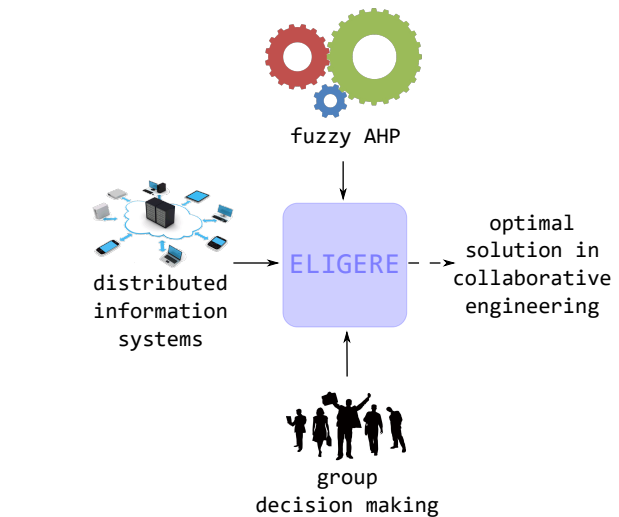 fuzzy AHP
distributed
information
systems
ELIGERE
optimal
solution in
collaborative
engineering
group
decision making